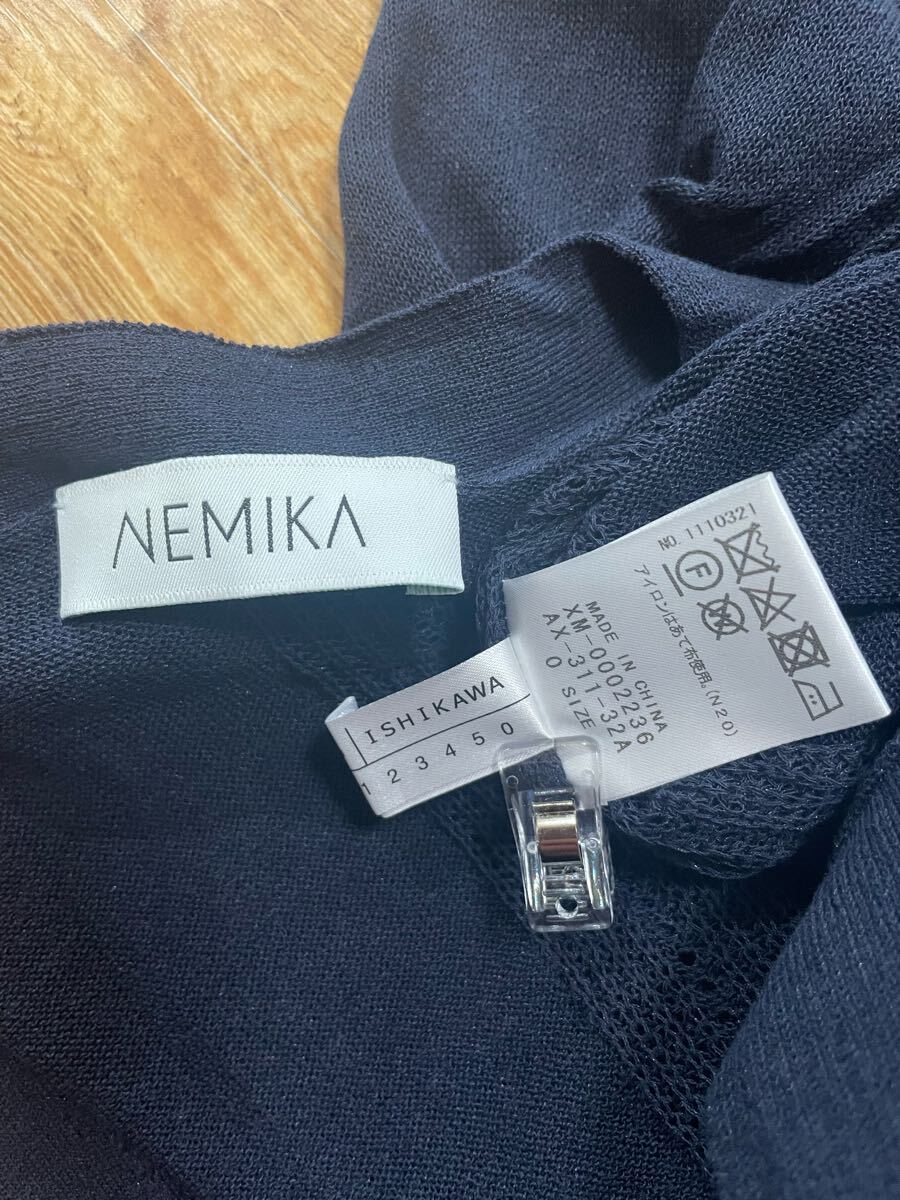 NEMIKA
ISHIKAWA
1 2 3 4 5 0
MADE IN CHINA
XM-0002236
AX-311-32A
0 SIZE
NO.1110321
F
アイロンはあて布使用。(N20)